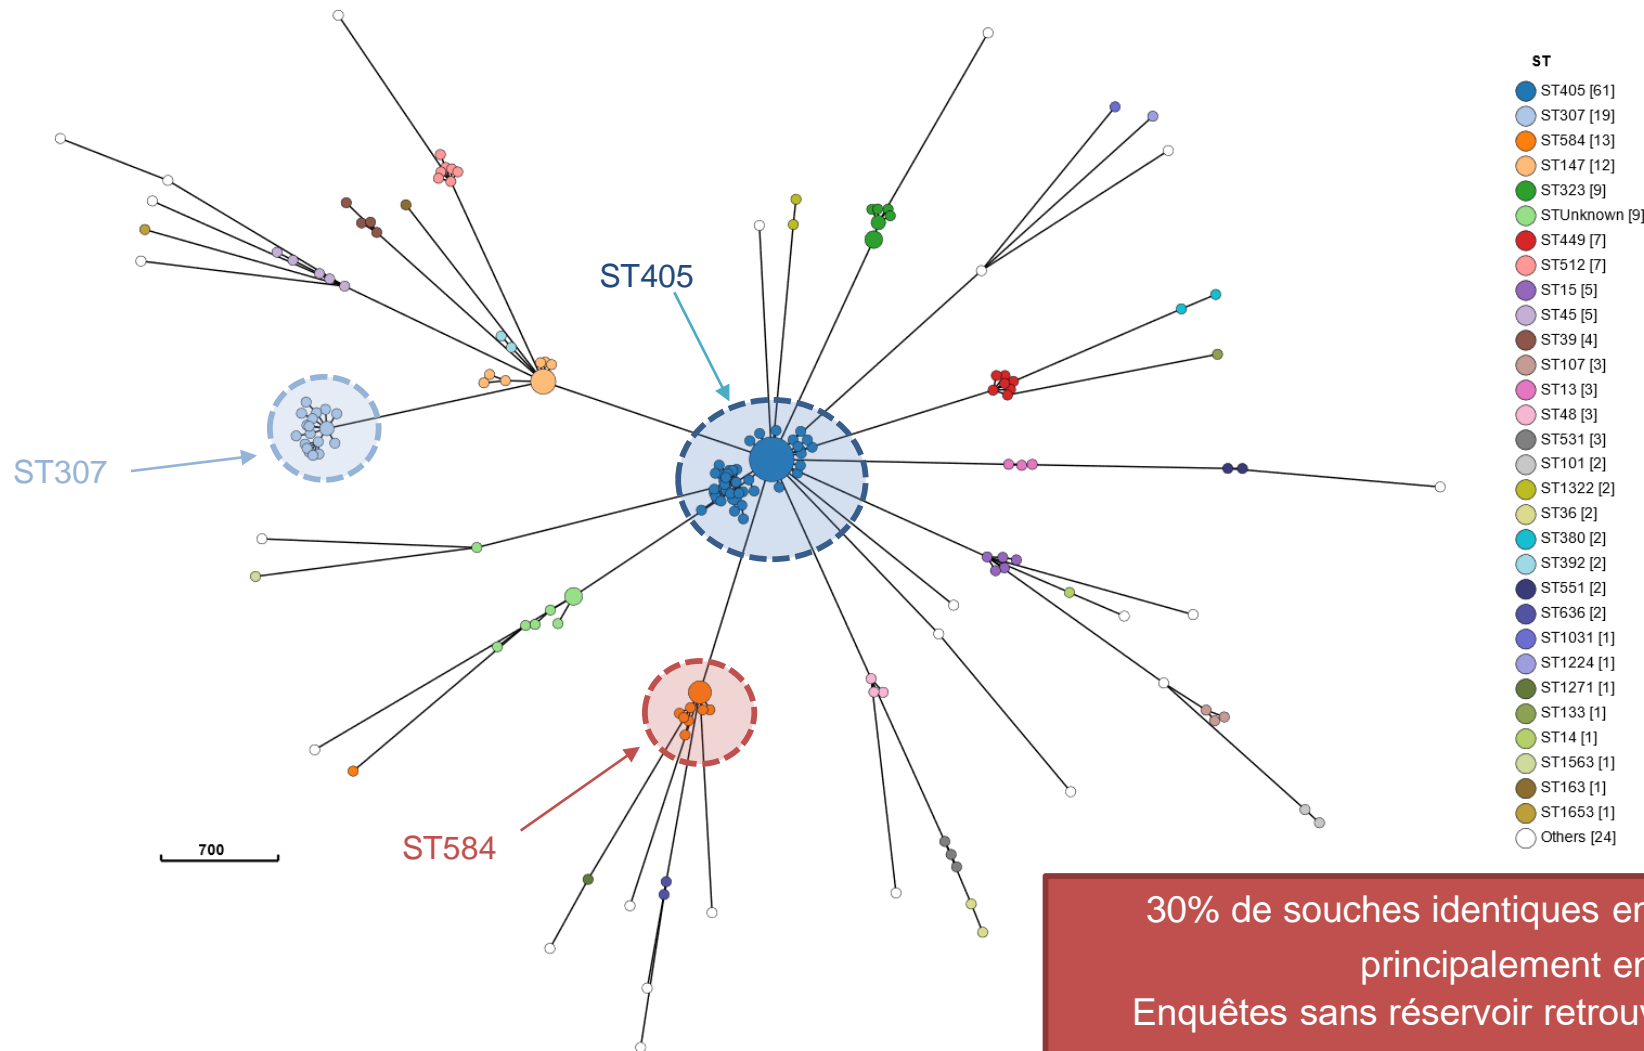 ST
ST405 [61]
ST307 [19]
ST584 [13]
ST147 [12]
ST323 [9]
STUnknown [9]
ST449 [7]
ST512 [7]
ST15 [5]
ST45 [5]
ST39 [4]
ST107 [3]
ST13 [3]
ST48 [3]
ST531 [3]
ST101 [2]
ST1322 [2]
ST36 [2]
ST380 [2]
ST392 [2]
ST551 [2]
ST636 [2]
ST1031 [1]
ST1224 [1]
ST1271 [1]
ST133 [1]
ST14 [1]
ST1563 [1]
ST163 [1]
ST1653 [1]
Others [24]
ST405
ST307
ST584
700
30% de souches identiques
principalement
Enquêtes sans réservoir